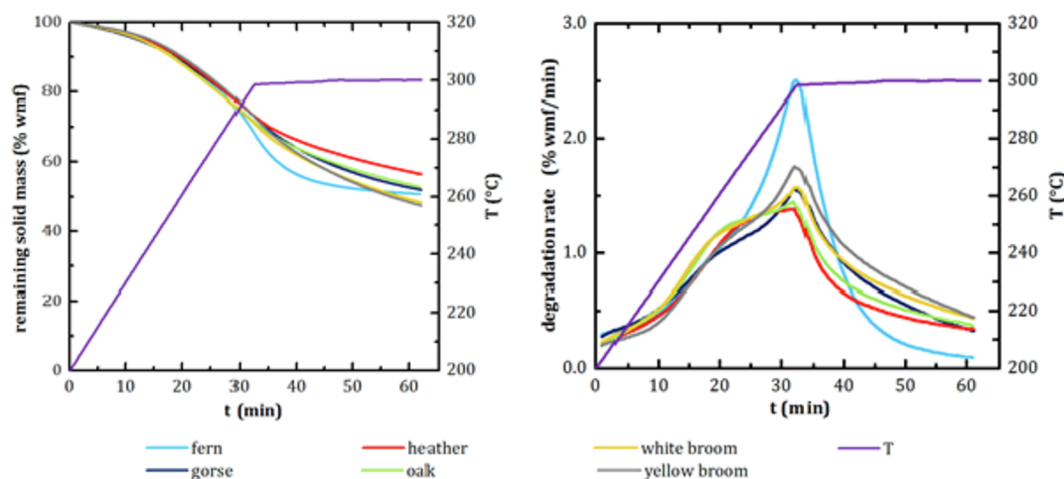 100
80
60
40
20
0
remaining solid mass (% wmf)
320
300
280
260
240
220
200
T (°C)
0 10 20 30 40 50 60
t (min)
3.0
2.0
1.0
0.0
degradation rate (% wmf/min)
320
300
280
260
240
220
200
T (°C)
0 10 20 30 40 50 60
t (min)
fern heather white broom T
gorse oak yellow broom